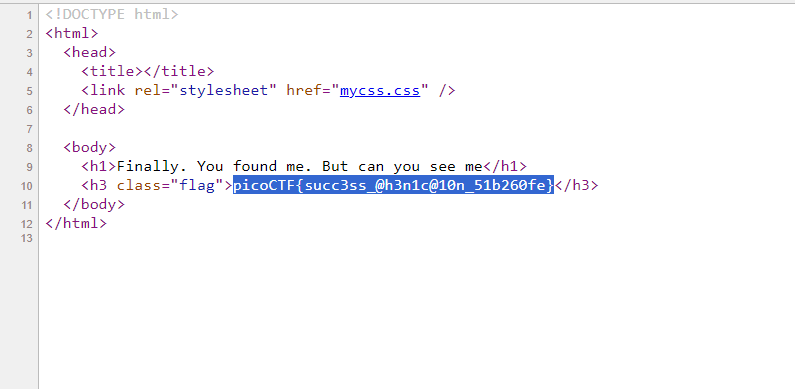 1 <!DOCTYPE html>
2 <html>
3   <head>
4     <title></title>
5     <link rel="stylesheet" href="mycss.css" />
6   </head>
7
8   <body>
9     <h1>Finally. You found me. But can you see me</h1>
10     <h3 class="flag">picoCTF{succ3ss_@h3n1c@10n_51b260fe}</h3>
11   </body>
12 </html>
13